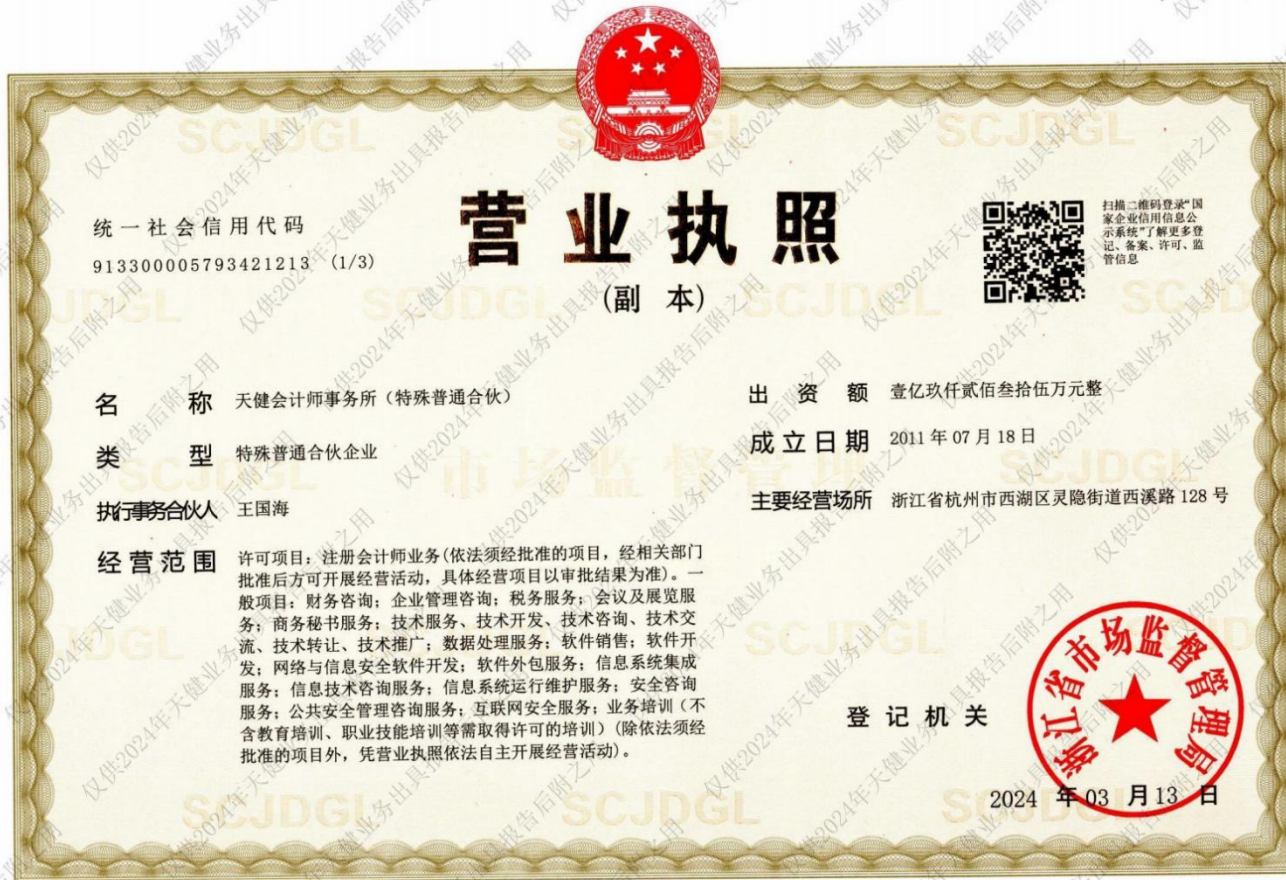 营业执照
(副 本)
统一社会信用代码
913300005793421213 (1/3)
扫描二维码登录“国
家企业信用信息公
示系统”了解更多登
记、备案、许可、监
管信息
名 称 天健会计师事务所（特殊普通合伙）
类 型 特殊普通合伙企业
执行事务合伙人 王国海
经营范围 许可项目：注册会计师业务(依法须经批准的项目，经相关部门
批准后方可开展经营活动，具体经营项目以审批结果为准)。一
般项目：财务咨询；企业管理咨询；税务服务；会议及展览服
务；商务秘书服务；技术服务、技术开发、技术咨询、技术交
流、技术转让、技术推广；数据处理服务；软件销售；软件开
发；网络与信息安全软件开发；软件外包服务；信息系统集成
服务；信息技术咨询服务；信息系统运行维护服务；安全咨询
服务；公共安全管理咨询服务；互联网安全服务；业务培训（不
含教育培训、职业技能培训等需取得许可的培训）(除依法须经
批准的项目外，凭营业执照依法自主开展经营活动)。
出 资 额 壹亿玖仟贰佰叁拾伍万元整
成立日期 2011 年 07 月 18 日
主要经营场所 浙江省杭州市西湖区灵隐街道西溪路 128 号
登记机关
浙江省市场监督管理局
2024 年 03 月 13 日
SCJDGL
市场监督管理
仅供2024年天健业务出具报告后附之用